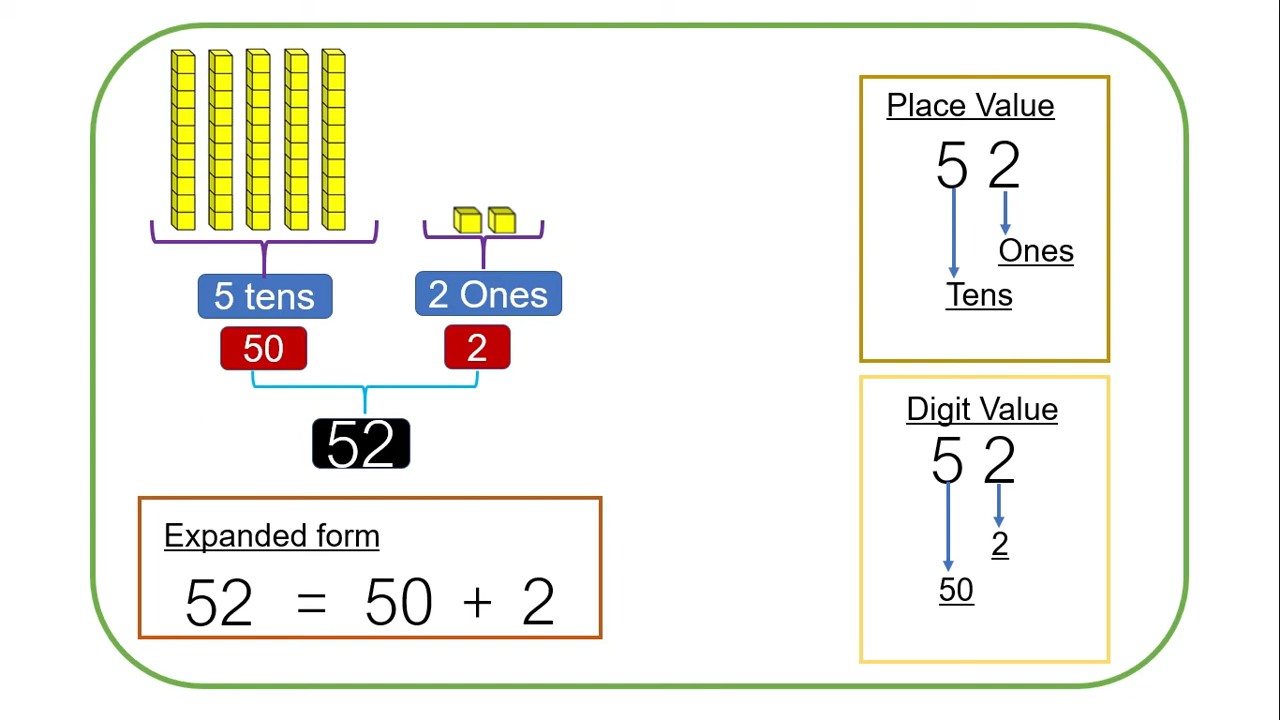 5 tens
2 Ones
50
2
52
Expanded form
52 = 50 + 2
Place Value
5 2
Ones
Tens
Digit Value
5 2
2
50